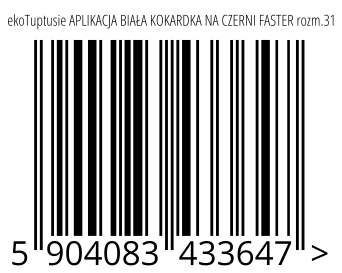 ekoTuptusie APLIKACJA BIAŁA KOKARDKA NA CZERNI FASTER rozm.31
5 904083 433647 >